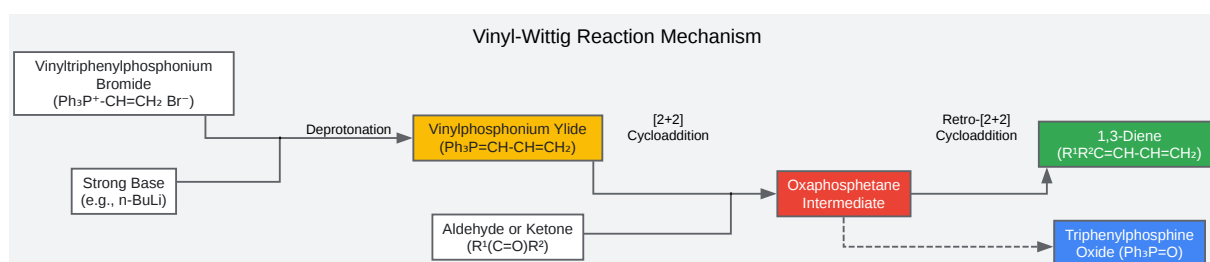 Vinyl-Wittig Reaction Mechanism
Vinyltriphenylphosphonium
Bromide
(Ph₃P⁺-CH=CH₂ Br⁻)
Strong Base
(e.g., n-BuLi)
Deprotonation
Vinylphosphonium Ylide
(Ph₃P=CH-CH=CH₂)
Aldehyde or Ketone
(R¹(C=O)R²)
[2+2]
Cycloaddition
Oxaphosphetane
Intermediate
Retro-[2+2]
Cycloaddition
1,3-Diene
(R¹R²C=CH-CH=CH₂)
Triphenylphosphine
Oxide (Ph₃P=O)